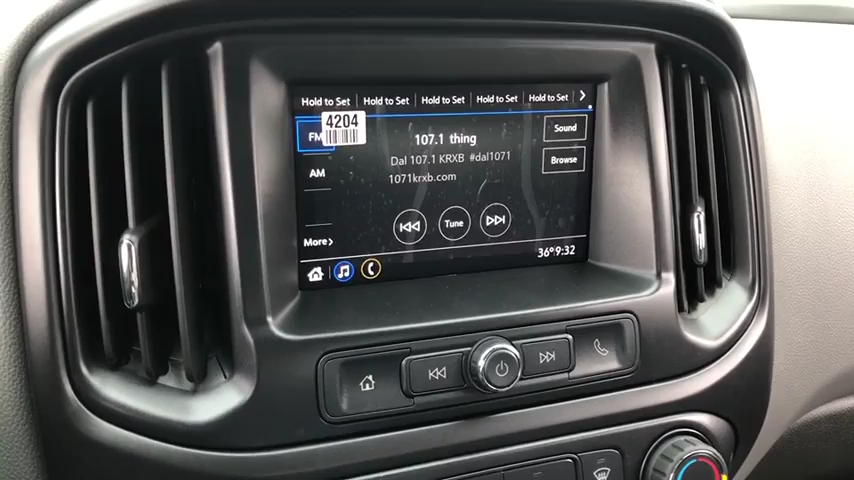 Hold to Set Hold to Set Hold to Set Hold to Set Hold to Set
FM
4204
107.1 thing
Sound
AM
Dal 107.1 KRXB #dal1071
Browse
1071krxb.com
Tune
More
36° 9:32